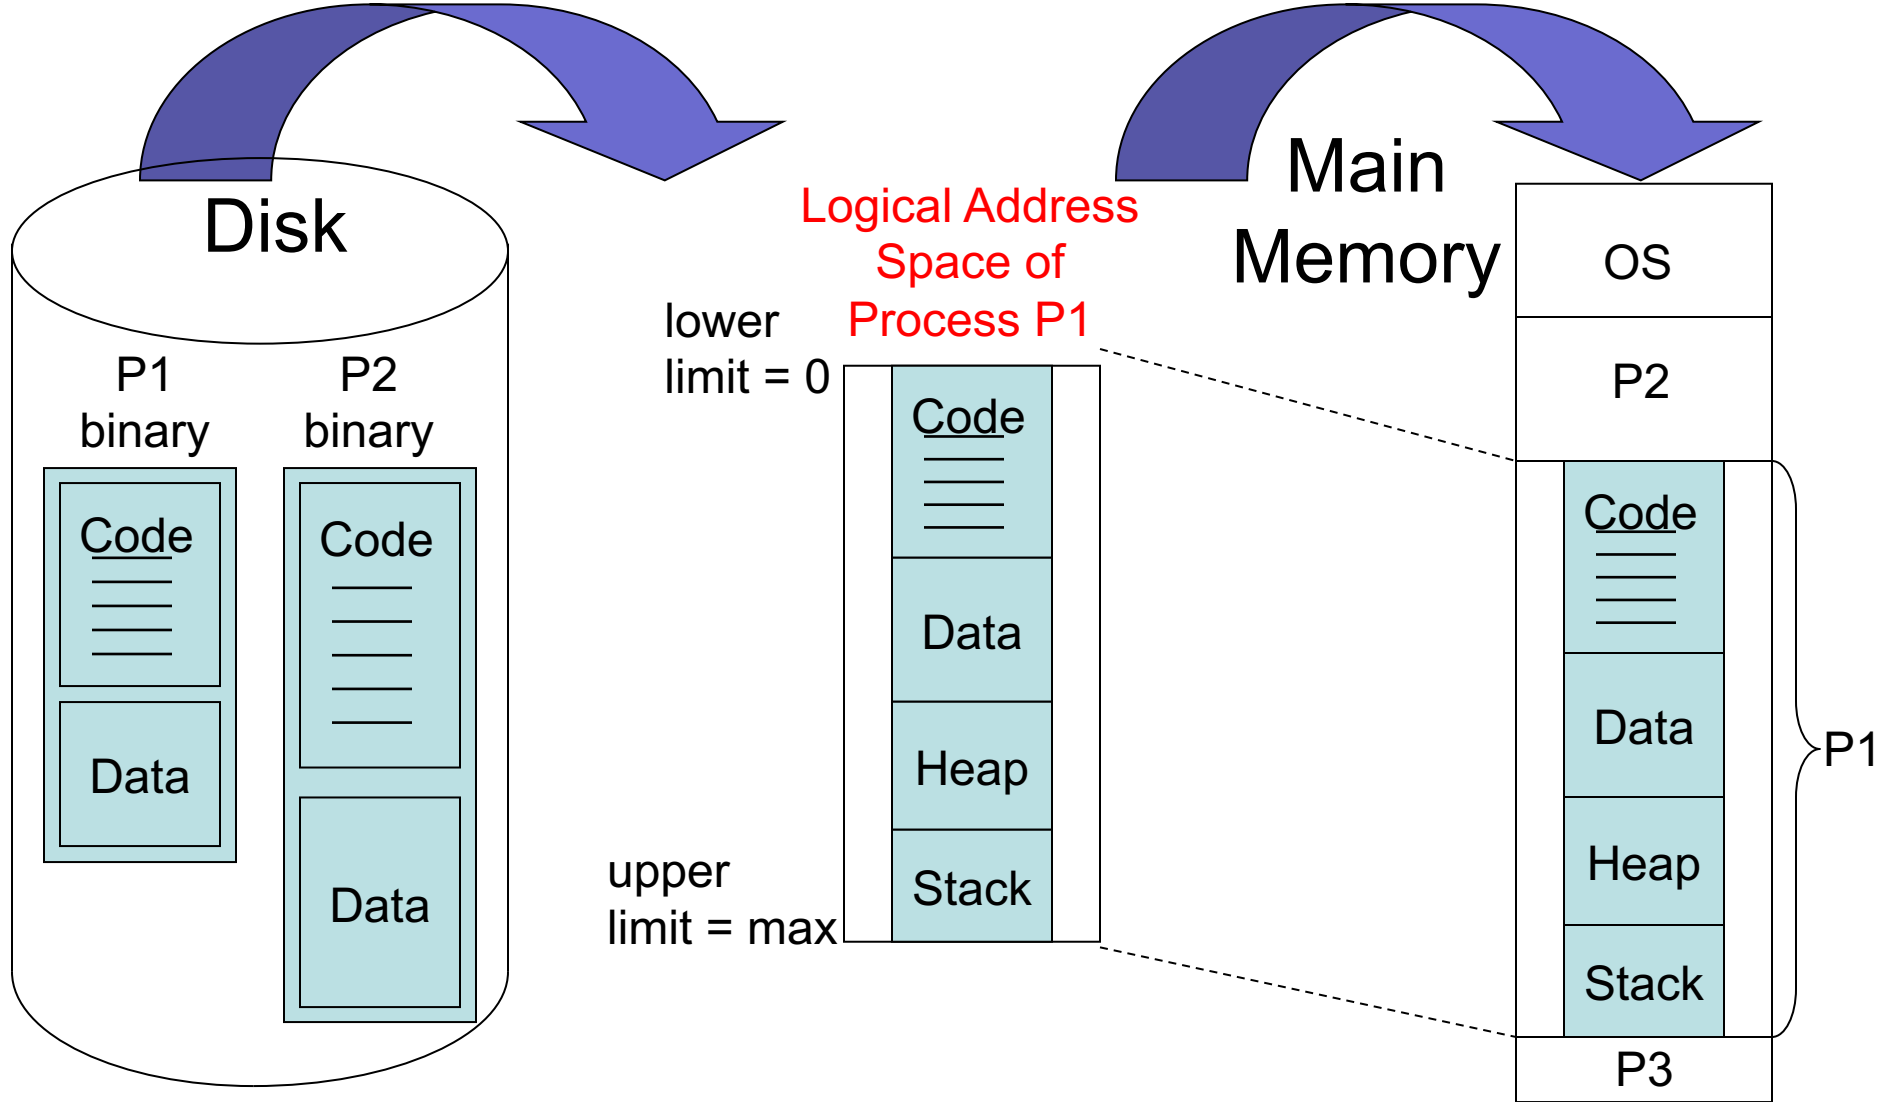 Disk
P1
binary
Code
Data
P2
binary
Code
Data
Logical Address
Space of
Process P1
lower
limit = 0
upper
limit = max
Code
Data
Heap
Stack
Main
Memory
OS
P2
Code
Data
Heap
Stack
P1
P3